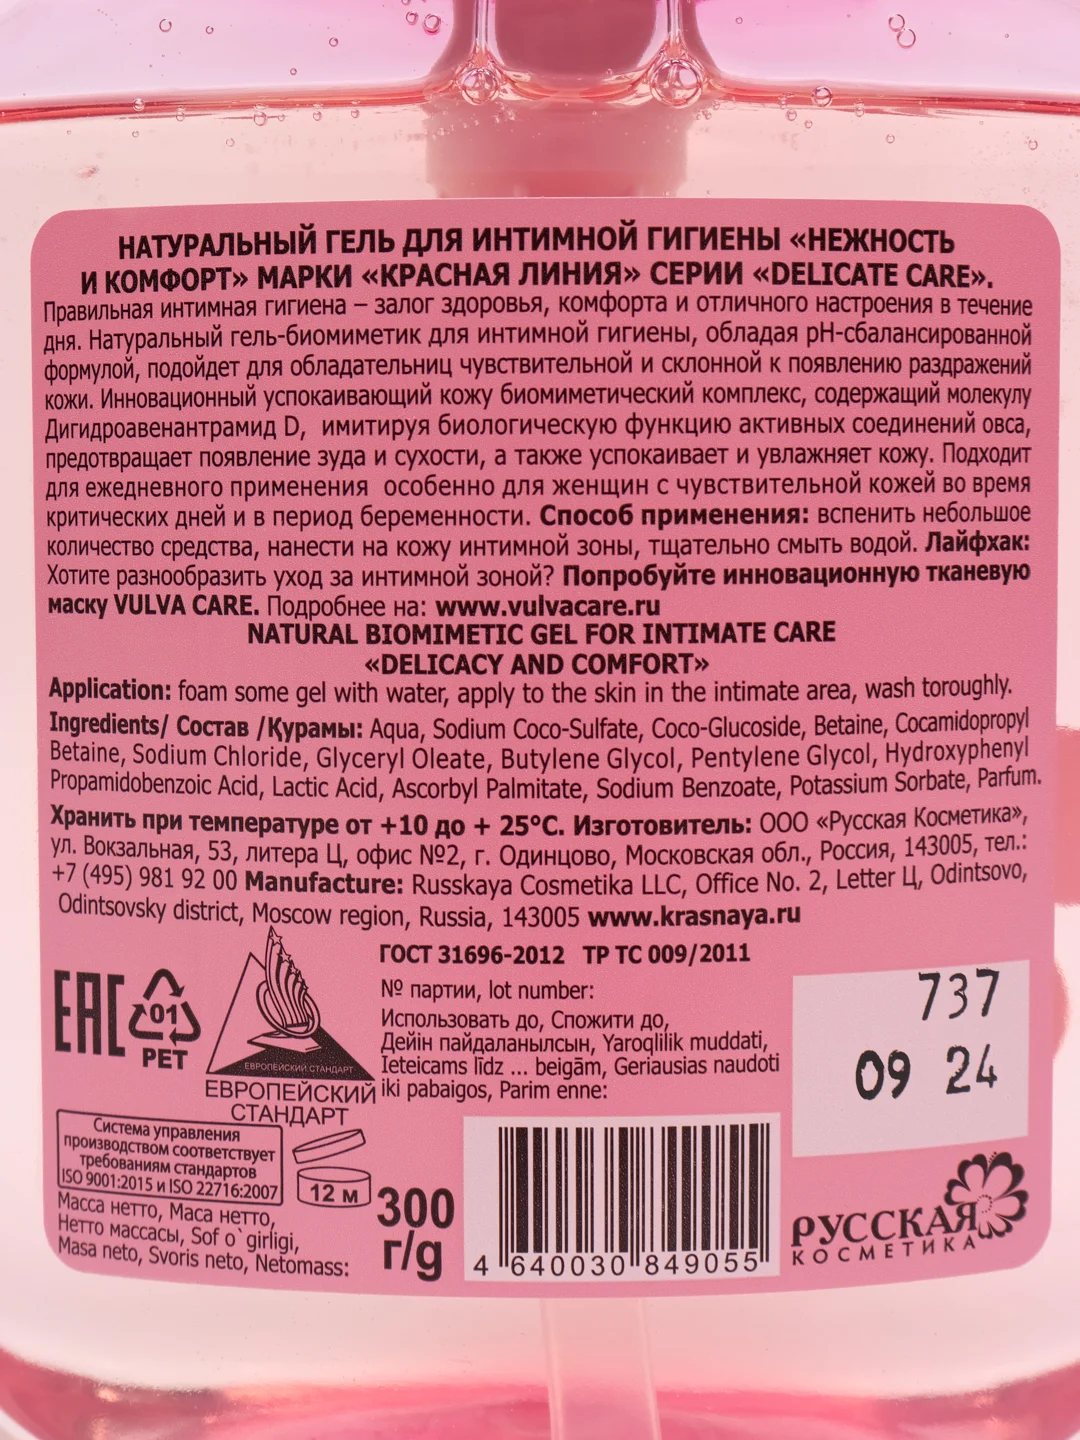 НАТУРАЛЬНЫЙ ГЕЛЬ ДЛЯ ИНТИМНОЙ ГИГИЕНЫ «НЕЖНОСТЬ
И КОМФОРТ» МАРКИ «КРАСНАЯ ЛИНИЯ» СЕРИИ «DELICATE CARE».
Правильная интимная гигиена – залог здоровья, комфорта и отличного настроения в течение
дня. Натуральный гель-биомиметик для интимной гигиены, обладая pH-сбалансированной
формулой, подойдет для обладательниц чувствительной и склонной к появлению раздражений
кожи. Инновационный успокаивающий кожу биомиметический комплекс, содержащий молекулу
Дигидроавенантрамид D, имитируя биологическую функцию активных соединений овса,
предотвращает появление зуда и сухости, а также успокаивает и увлажняет кожу. Подходит
для ежедневного применения особенно для женщин с чувствительной кожей во время
критических дней и в период беременности. Способ применения: вспенить небольшое
количество средства, нанести на кожу интимной зоны, тщательно смыть водой. Лайфхак:
Хотите разнообразить уход за интимной зоной? Попробуйте инновационную тканевую
маску VULVA CARE. Подробнее на: www.vulvacare.ru
NATURAL BIOMIMETIC GEL FOR INTIMATE CARE
«DELICACY AND COMFORT»
Application: foam some gel with water, apply to the skin in the intimate area, wash toroughly.
Ingredients/ Состав /Құрамы: Aqua, Sodium Coco-Sulfate, Coco-Glucoside, Betaine, Cocamidopropyl
Betaine, Sodium Chloride, Glyceryl Oleate, Butylene Glycol, Pentylene Glycol, Hydroxyphenyl
Propamidobenzoic Acid, Lactic Acid, Ascorbyl Palmitate, Sodium Benzoate, Potassium Sorbate, Parfum.
Хранить при температуре от +10 до + 25°C. Изготовитель: ООО «Русская Косметика»,
ул. Вокзальная, 53, литера Ц, офис №2, г. Одинцово, Московская обл., Россия, 143005, тел.:
+7 (495) 981 92 00 Manufacture: Russkaya Cosmetika LLC, Office No. 2, Letter Ц, Odintsovo,
Odintsovsky district, Moscow region, Russia, 143005 www.krasnaya.ru
ГОСТ 31696-2012 ТР ТС 009/2011
EAC
01
PET
ЕВРОПЕЙСКИЙ СТАНДАРТ
ЕВРОПЕЙСКИЙ
СТАНДАРТ
№ партии, lot number:
Использовать до, Спожити до,
Дейін пайдаланылсын, Yaroqlilik muddati,
Ieteicams līdz ... beigām, Geriausias naudoti
iki pabaigos, Parim enne:
737
09 24
Система управления
производством соответствует
требованиям стандартов
ISO 9001:2015 и ISO 22716:2007
12 м
Масса нетто, Маса нетто,
Нетто массасы, Sof o`girligi,
Masa neto, Svoris neto, Netomass:
300
г/g
4 640030 849055
РУССКАЯ
КОСМЕТИКА